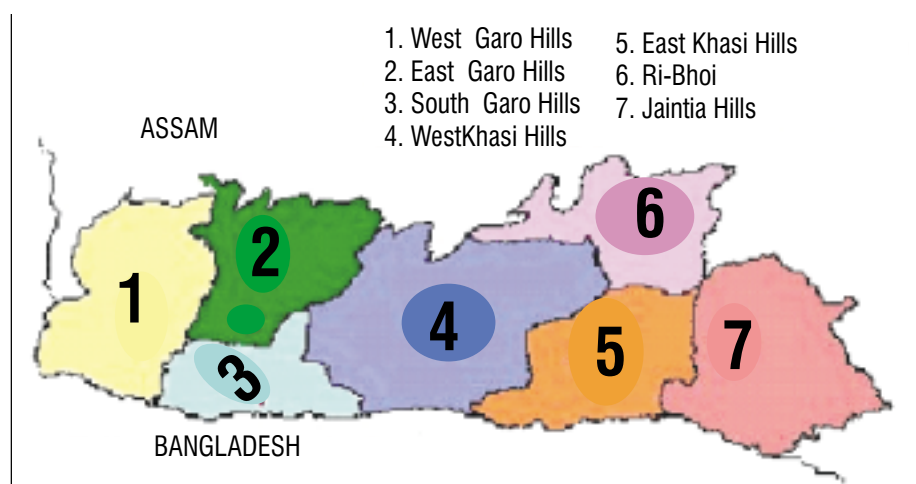 1. West Garo Hills
2. East Garo Hills
3. South Garo Hills
4. WestKhasi Hills
5. East Khasi Hills
6. Ri-Bhoi
7. Jaintia Hills
ASSAM
1
2
3
4
5
6
7
BANGLADESH